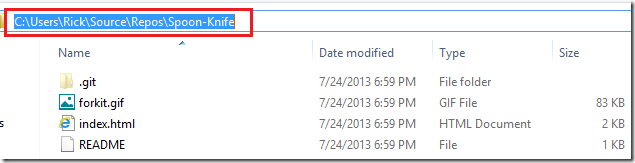 C:\Users\Rick\Source\Repos\Spoon-Knife
Name Date modified Type Size
.git 7/24/2013 6:59 PM File folder
forkit.gif 7/24/2013 6:59 PM GIF File 83 KB
index.html 7/24/2013 6:59 PM HTML Document 2 KB
README 7/24/2013 6:59 PM File 1 KB